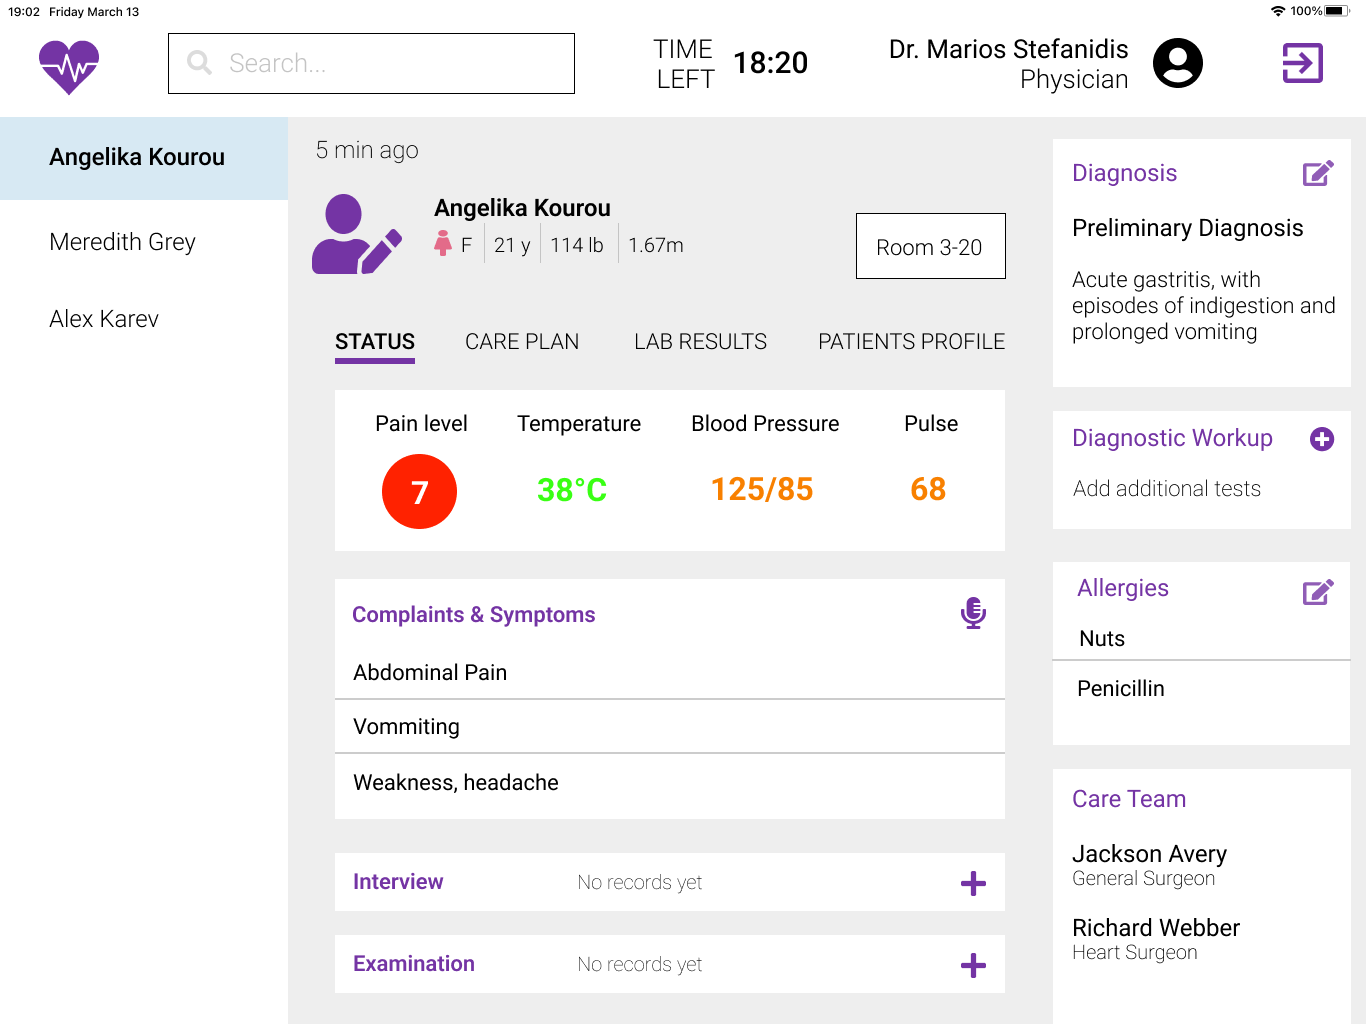 19:02 Friday March 13
100%
Search...
TIME
LEFT
18:20
Dr. Marios Stefanidis
Physician
Angelika Kourou
Meredith Grey
Alex Karev
5 min ago
Angelika Kourou
F 21 y 114 lb 1.67m
Room 3-20
STATUS CARE PLAN LAB RESULTS PATIENTS PROFILE
Pain level Temperature Blood Pressure Pulse
7 38°C 125/85 68
Complaints & Symptoms
Abdominal Pain
Vommiting
Weakness, headache
Interview No records yet
Examination No records yet
Diagnosis
Preliminary Diagnosis
Acute gastritis, with
episodes of indigestion and
prolonged vomiting
Diagnostic Workup
Add additional tests
Allergies
Nuts
Penicillin
Care Team
Jackson Avery
General Surgeon
Richard Webber
Heart Surgeon